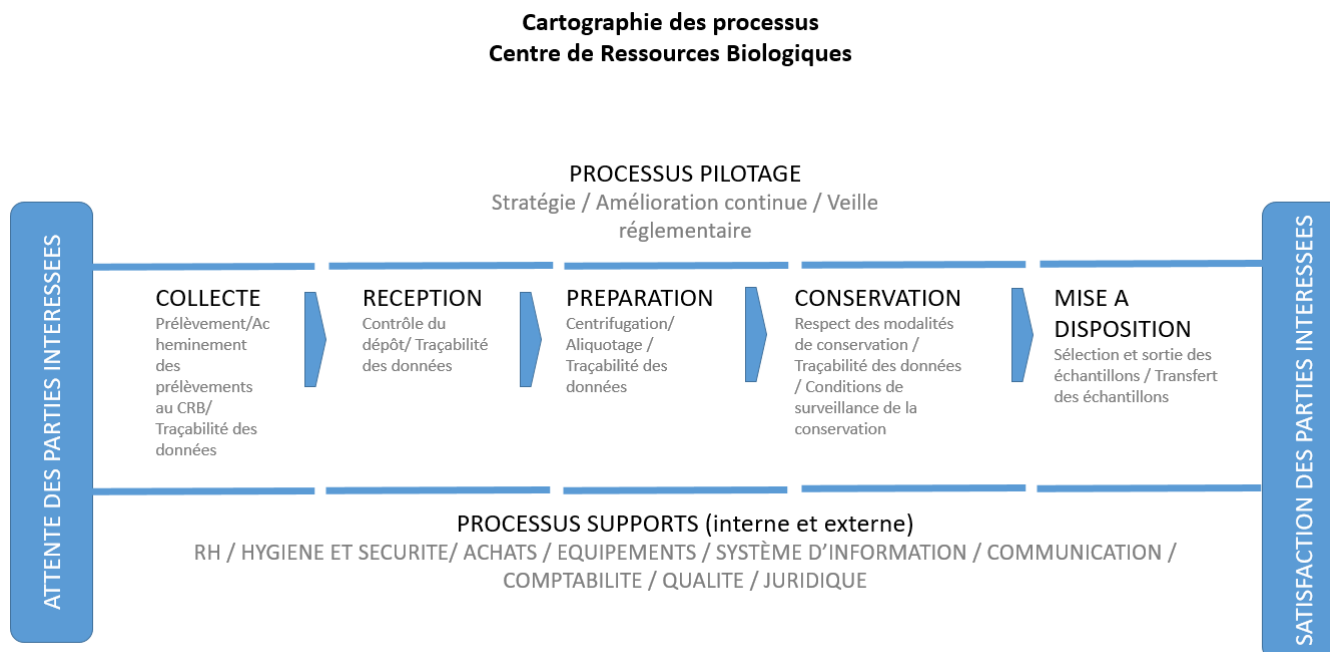 Cartographie des processus
Centre de Ressources Biologiques
PROCESSUS PILOTAGE
Stratégie / Amélioration continue / Veille
réglementaire
ATTENTE DES PARTIES INTERESSEES
COLLECTE
Prélèvement/Ac
heminement
des
prélèvements
au CRB/
Traçabilité des
données
RECEPTION
Contrôle du
dépôt/ Traçabilité
des données
PREPARATION
Centrifugation/
Aliquotage /
Traçabilité des
données
CONSERVATION
Respect des modalités
de conservation /
Traçabilité des données
/ Conditions de
surveillance de la
conservation
MISE A
DISPOSITION
Sélection et sortie des
échantillons / Transfert
des échantillons
SATISFACTION DES PARTIES INTERESSEES
PROCESSUS SUPPORTS (interne et externe)
RH / HYGIENE ET SECURITE/ ACHATS / EQUIPEMENTS / SYSTÈME D’INFORMATION / COMMUNICATION /
COMPTABILITE / QUALITE / JURIDIQUE